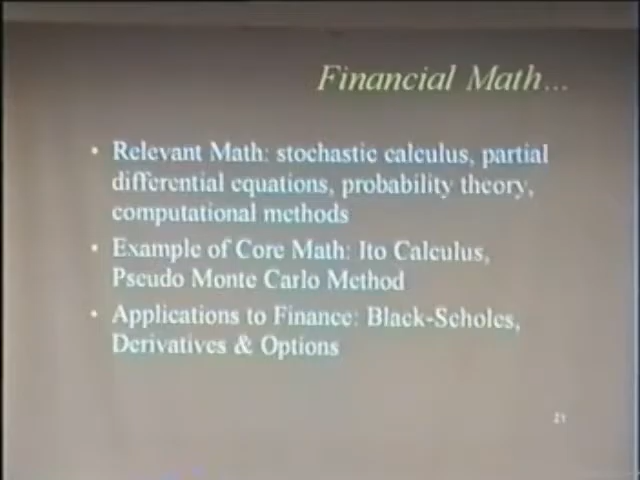 Financial Math...
• Relevant Math: stochastic calculus, partial
differential equations, probability theory,
computational methods
• Example of Core Math: Ito Calculus,
Pseudo Monte Carlo Method
• Applications to Finance: Black-Scholes,
Derivatives & Options
21